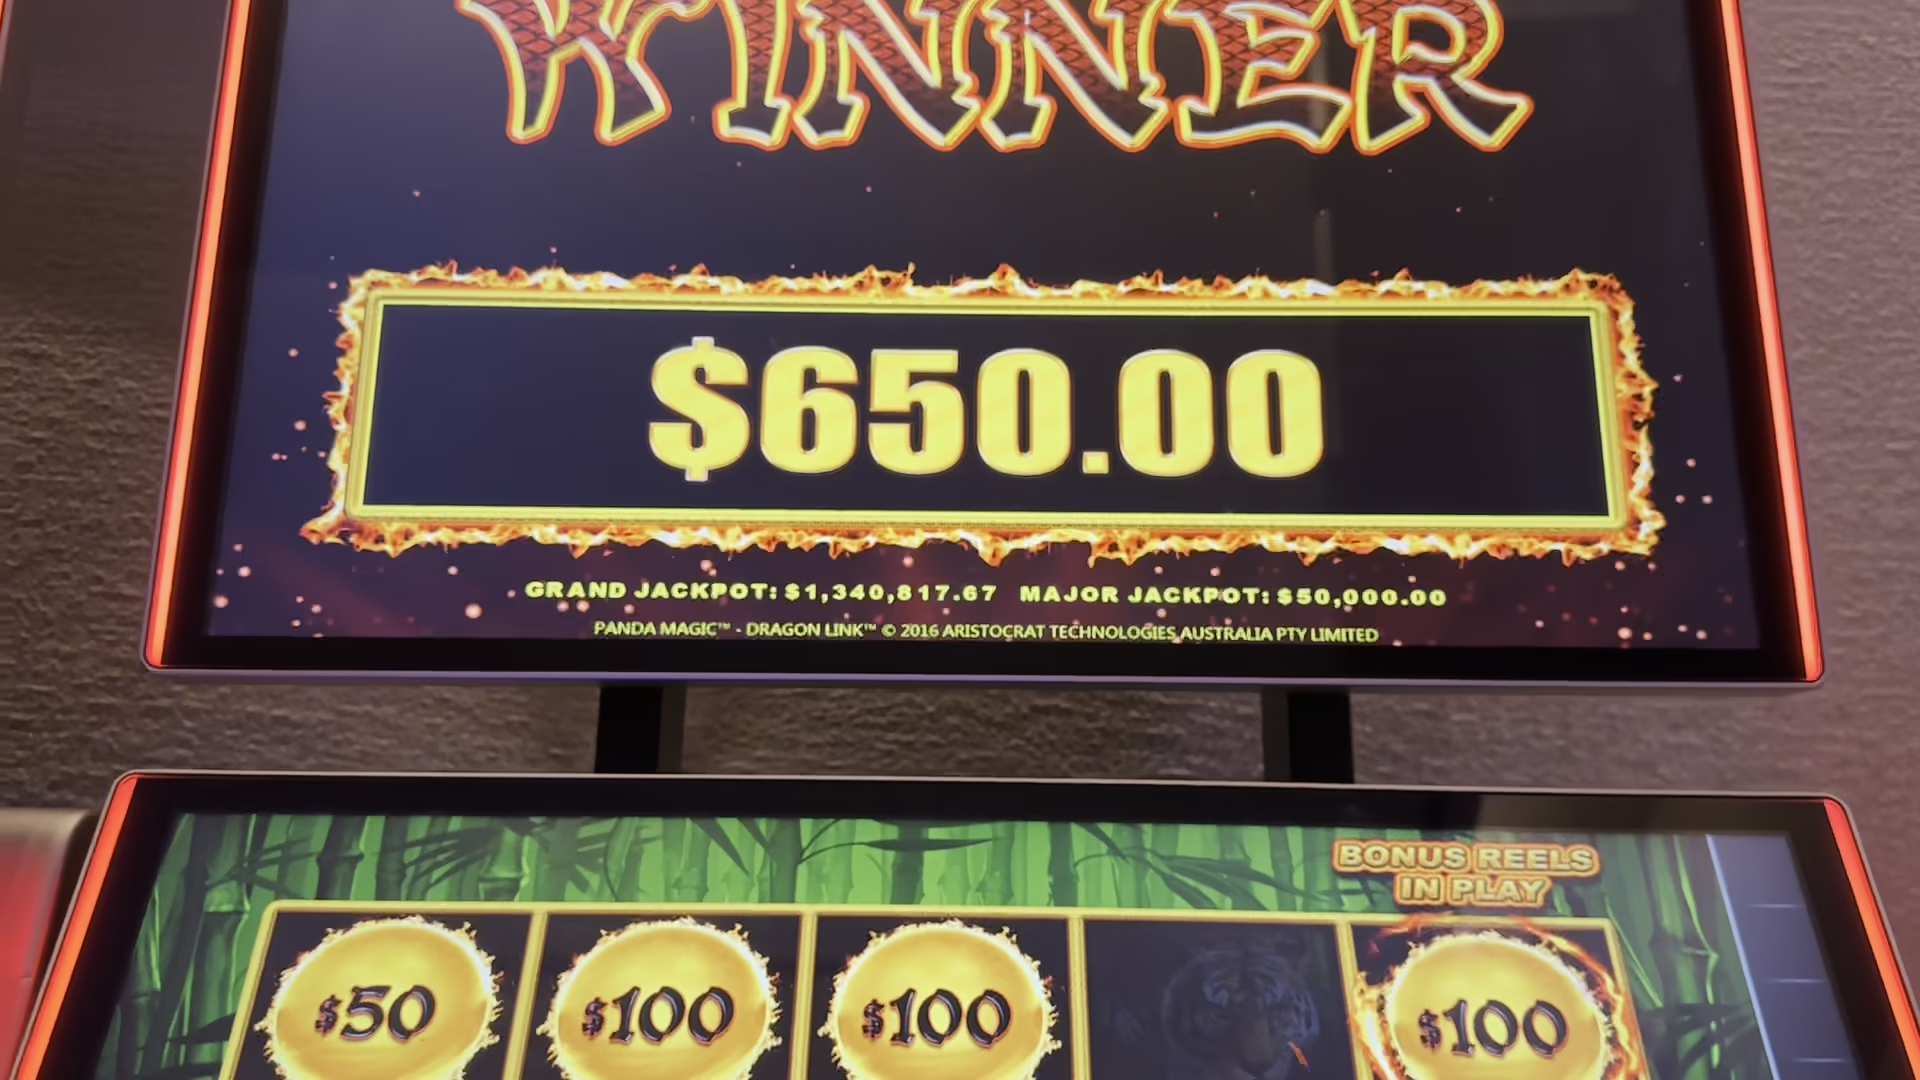 WINNER
$650.00
GRAND JACKPOT: $1,340,817.67 MAJOR JACKPOT: $50,000.00
PANDA MAGIC™ - DRAGON LINK™ © 2016 ARISTOCRAT TECHNOLOGIES AUSTRALIA PTY LIMITED
BONUS REELS
IN PLAY
$50 $100 $100 $100